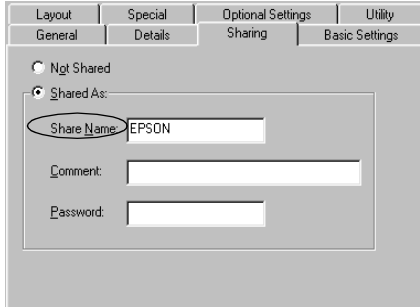 Layout Special Optional Settings Utility
General Details Sharing Basic Settings
Not Shared
Shared As:
Share Name: EPSON
Comment:
Password: